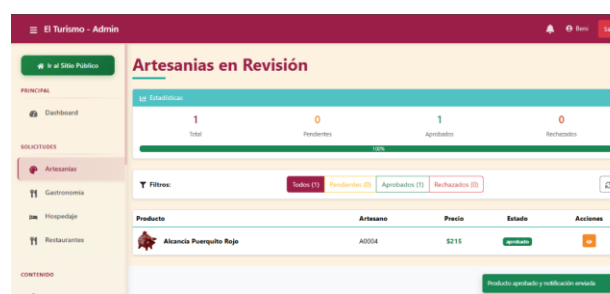 El Turismo - Admin
Beni
Ir al Sitio Público
PRINCIPAL
Dashboard
SOLICITUDES
Artesanías
Gastronomía
Hospedaje
Restaurantes
CONTENIDO
Artesanias en Revisión
Estadísticas
1 0 1 0
Total Pendientes Aprobados Rechazados
100%
Filtros: Todos (1) Pendientes (0) Aprobados (1) Rechazados (0)
Producto Artesano Precio Estado Acciones
Alcancía Puerquito Rojo A0004 $215 aprobado
Producto aprobado y notificación enviada